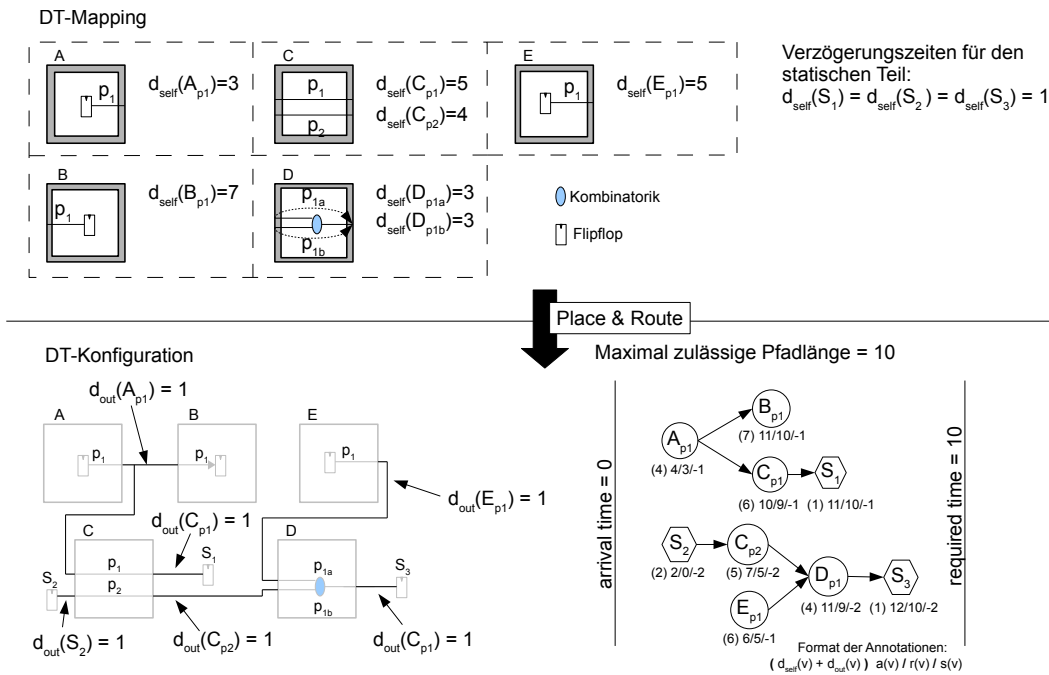 DT-Mapping
A
p1
dself(Ap1)=3
C
p1
p2
dself(Cp1)=5
dself(Cp2)=4
E
p1
dself(Ep1)=5
Verzögerungszeiten für den
statischen Teil:
dself(S1) = dself(S2) = dself(S3) = 1
B
p1
dself(Bp1)=7
D
p1a
p1b
dself(Dp1a)=3
dself(Dp1b)=3
Kombinatorik
Flipflop
Place & Route
DT-Konfiguration
dout(Ap1) = 1
A
p1
B
p1
E
p1
dout(Ep1) = 1
dout(Cp1) = 1
C
p1
p2
S1
S2
D
p1a
p1b
S3
dout(S2) = 1
dout(Cp2) = 1
dout(Cp1) = 1
Maximal zulässige Pfadlänge = 10
arrival time = 0
required time = 10
Bp1
(7) 11/10/-1
Ap1
(4) 4/3/-1
Cp1
(6) 10/9/-1
S1
(1) 11/10/-1
S2
(2) 2/0/-2
Cp2
(5) 7/5/-2
Dp1
(4) 11/9/-2
S3
(1) 12/10/-2
Ep1
(6) 6/5/-1
Format der Annotationen:
( dself(v) + dout(v) ) a(v) / r(v) / s(v)